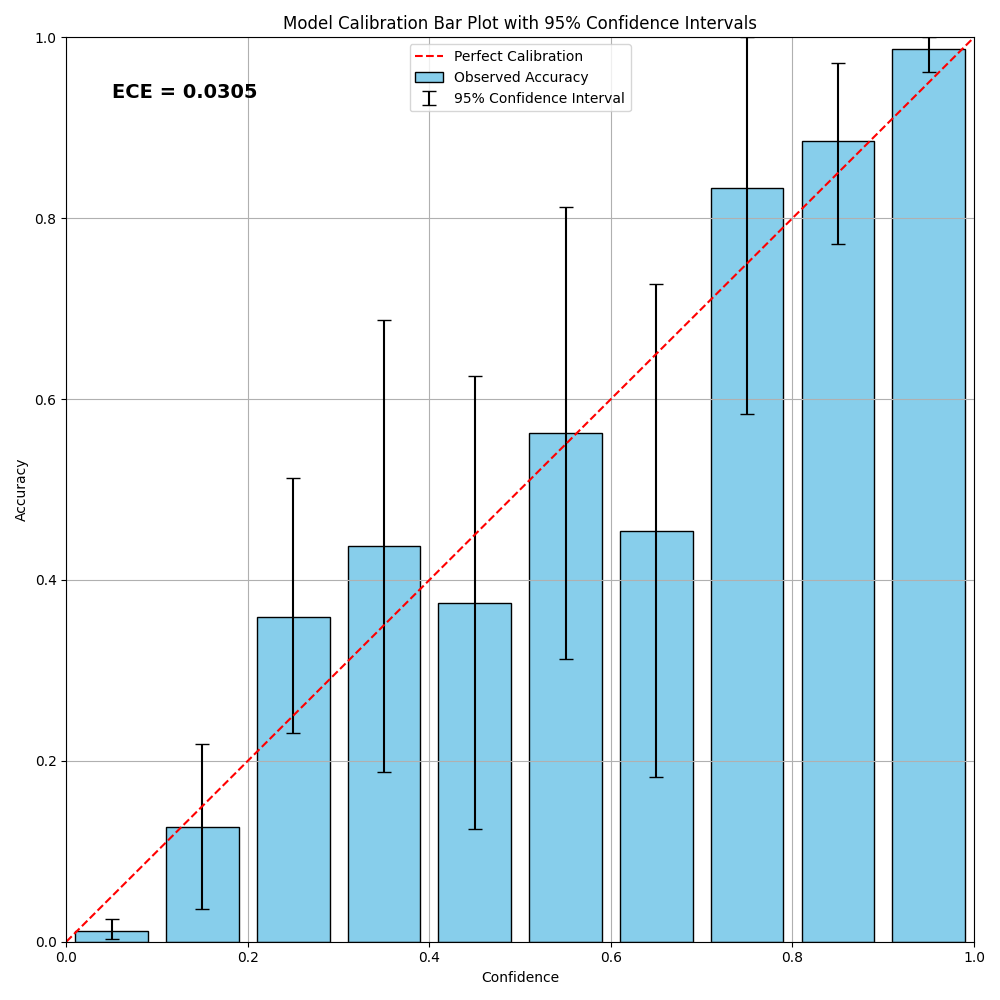 Model Calibration Bar Plot with 95% Confidence Intervals
Perfect Calibration
Observed Accuracy
95% Confidence Interval
ECE = 0.0305
1.0
0.8
0.6
0.4
0.2
0.0
Accuracy
0.0 0.2 0.4 0.6 0.8 1.0
Confidence